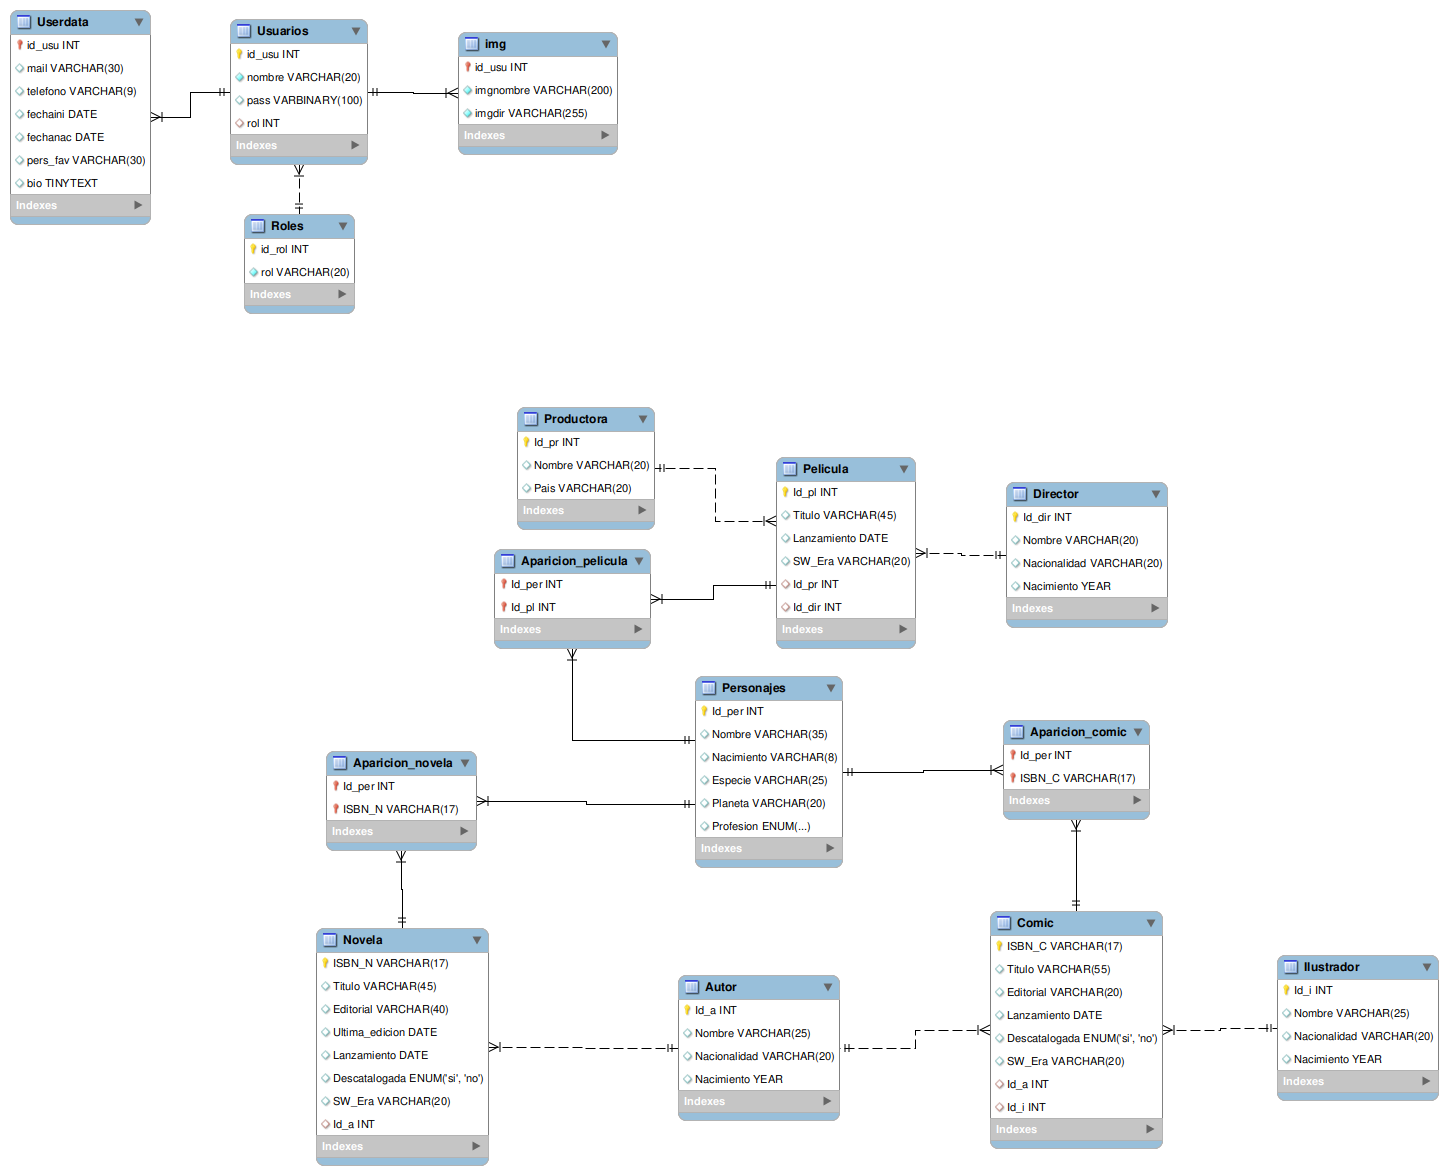 Userdata
id_usu INT
mail VARCHAR(30)
telefono VARCHAR(9)
fechaini DATE
fechanac DATE
pers_fav VARCHAR(30)
bio TINYTEXT
Indexes
Usuarios
id_usu INT
nombre VARCHAR(20)
pass VARBINARY(100)
rol INT
Indexes
img
id_usu INT
imgnombre VARCHAR(200)
imgdir VARCHAR(255)
Indexes
Roles
id_rol INT
rol VARCHAR(20)
Indexes
Productora
Id_pr INT
Nombre VARCHAR(20)
Pais VARCHAR(20)
Indexes
Pelicula
Id_pl INT
Titulo VARCHAR(45)
Lanzamiento DATE
SW_Era VARCHAR(20)
Id_pr INT
Id_dir INT
Indexes
Director
Id_dir INT
Nombre VARCHAR(20)
Nacionalidad VARCHAR(20)
Nacimiento YEAR
Indexes
Aparicion_pelicula
Id_per INT
Id_pl INT
Indexes
Personajes
Id_per INT
Nombre VARCHAR(35)
Nacimiento VARCHAR(8)
Especie VARCHAR(25)
Planeta VARCHAR(20)
Profesion ENUM(...)
Indexes
Aparicion_comic
Id_per INT
ISBN_C VARCHAR(17)
Indexes
Aparicion_novela
Id_per INT
ISBN_N VARCHAR(17)
Indexes
Novela
ISBN_N VARCHAR(17)
Titulo VARCHAR(45)
Editorial VARCHAR(40)
Ultima_edicion DATE
Lanzamiento DATE
Descatalogada ENUM('si', 'no')
SW_Era VARCHAR(20)
Id_a INT
Indexes
Autor
Id_a INT
Nombre VARCHAR(25)
Nacionalidad VARCHAR(20)
Nacimiento YEAR
Indexes
Comic
ISBN_C VARCHAR(17)
Titulo VARCHAR(55)
Editorial VARCHAR(20)
Lanzamiento DATE
Descatalogada ENUM('si', 'no')
SW_Era VARCHAR(20)
Id_a INT
Id_i INT
Indexes
Ilustrador
Id_i INT
Nombre VARCHAR(25)
Nacionalidad VARCHAR(20)
Nacimiento YEAR
Indexes